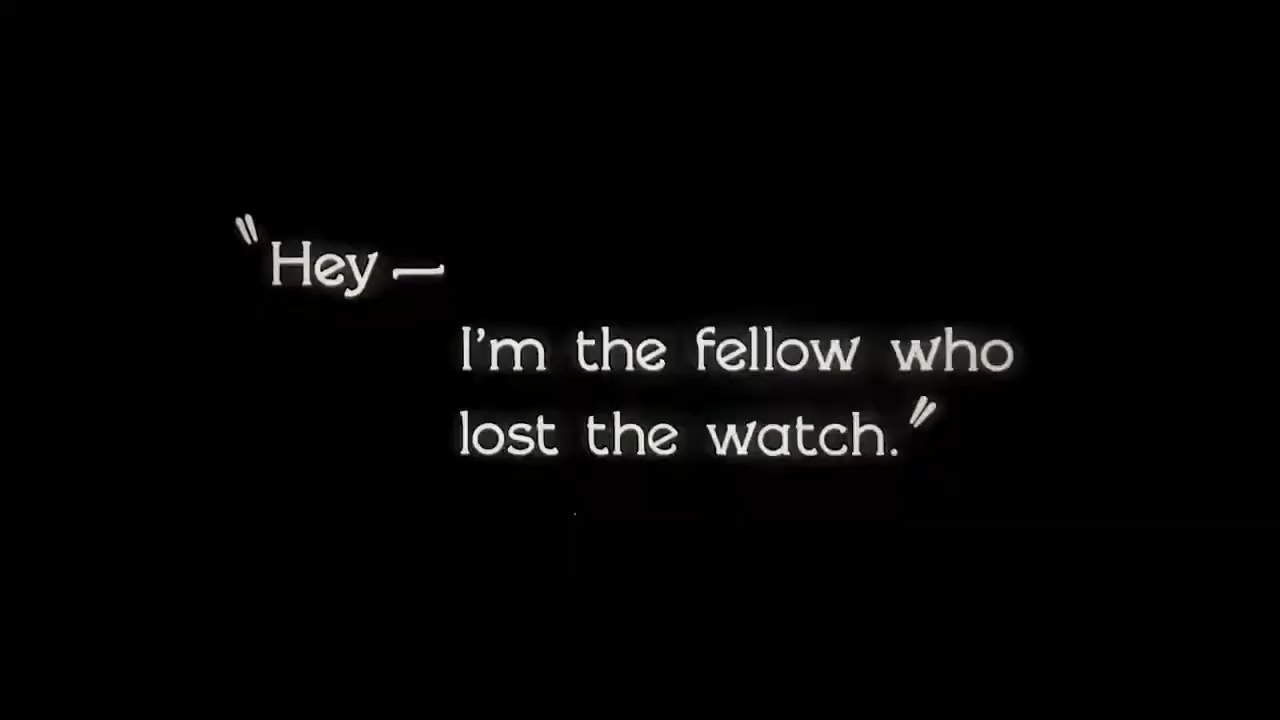 "Hey —
I'm the fellow who
lost the watch."